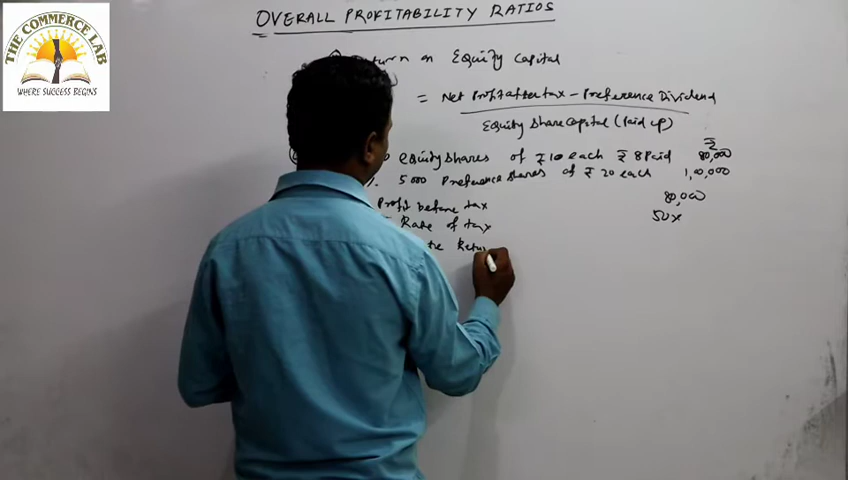 THE COMMERCE LAB
WHERE SUCCESS BEGINS
OVERALL PROFITABILITY RATIOS
on Equity Capital
= Net Profit after tax - Preference Dividend
Equity Share Capital (Paid up)
₹
equity shares of ₹ 10 each ₹ 8 Paid 80,000
%. 5000 Preference shares of ₹ 20 each 1,00,000
Profit before tax 80,000
Rate of tax 50%